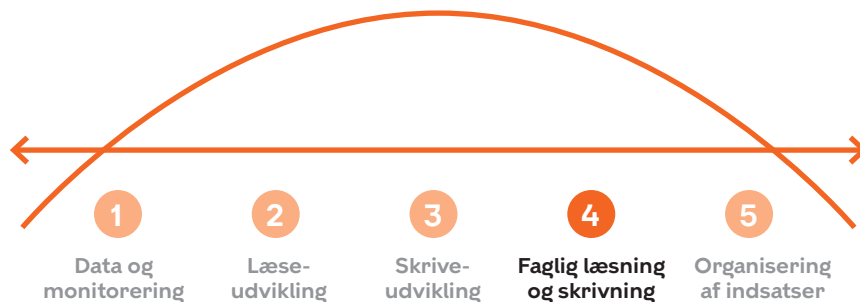 1
2
3
4
5
Data og
monitorering
Læse-
udvikling
Skrive-
udvikling
Faglig læsning
og skrivning
Organisering
af indsatser